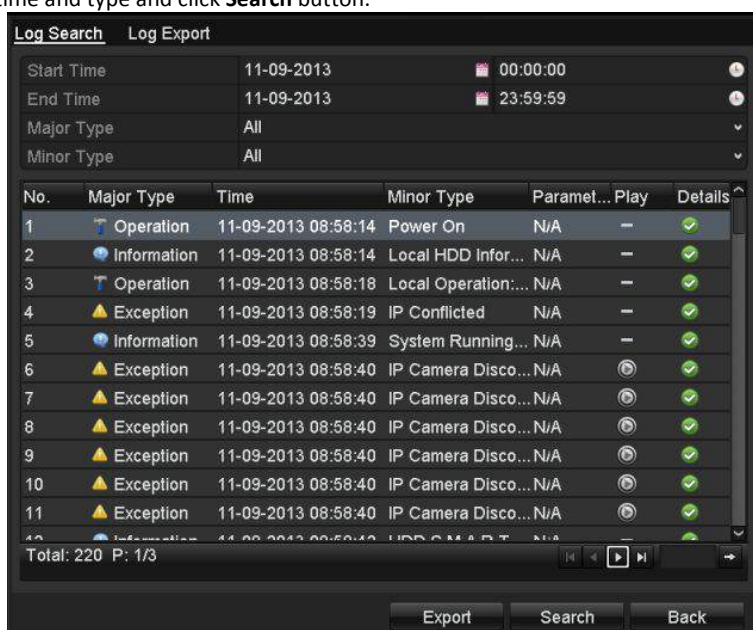 time and type and click Search button.
Log Search Log Export
Start Time 11-09-2013 00:00:00
End Time 11-09-2013 23:59:59
Major Type All
Minor Type All
No. Major Type Time Minor Type Paramet... Play Details
1 Operation 11-09-2013 08:58:14 Power On N/A —
2 Information 11-09-2013 08:58:14 Local HDD Infor... N/A —
3 Operation 11-09-2013 08:58:18 Local Operation:... N/A —
4 Exception 11-09-2013 08:58:19 IP Conflicted N/A —
5 Information 11-09-2013 08:58:39 System Running... N/A —
6 Exception 11-09-2013 08:58:40 IP Camera Disco... N/A
7 Exception 11-09-2013 08:58:40 IP Camera Disco... N/A
8 Exception 11-09-2013 08:58:40 IP Camera Disco... N/A
9 Exception 11-09-2013 08:58:40 IP Camera Disco... N/A
10 Exception 11-09-2013 08:58:40 IP Camera Disco... N/A
11 Exception 11-09-2013 08:58:40 IP Camera Disco... N/A
Total: 220 P: 1/3
Export Search Back